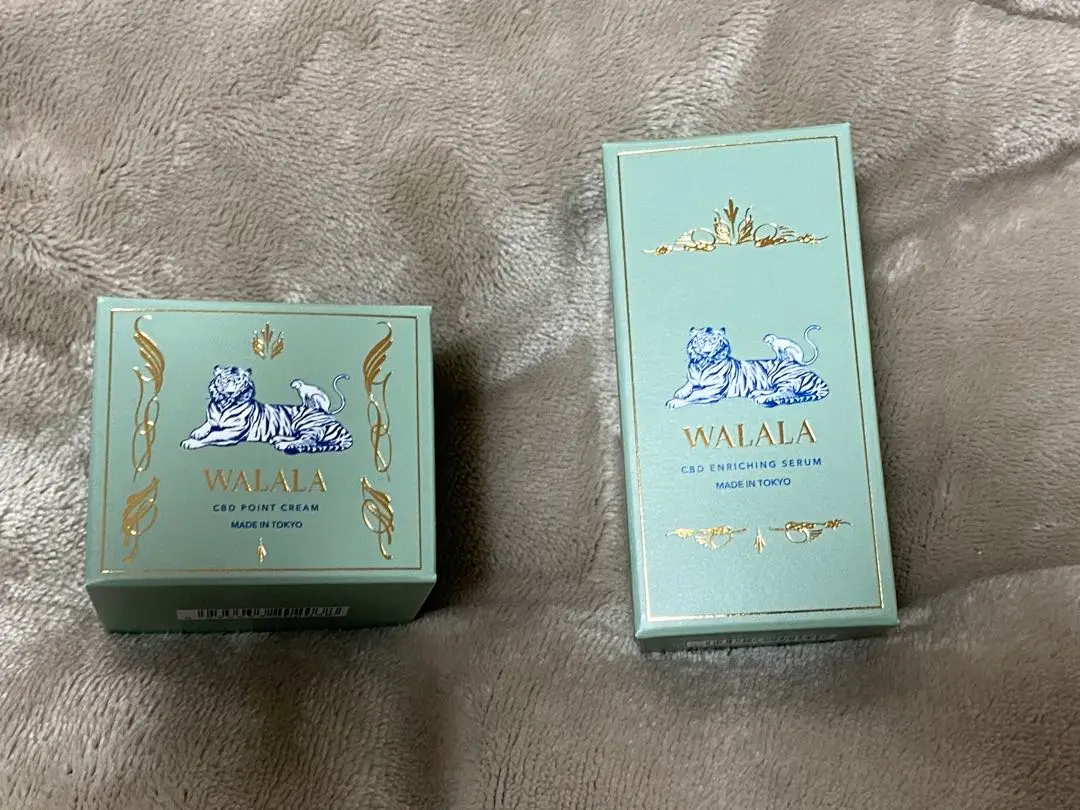 WALALA
CBD POINT CREAM
MADE IN TOKYO
WALALA
CBD ENRICHING SERUM
MADE IN TOKYO